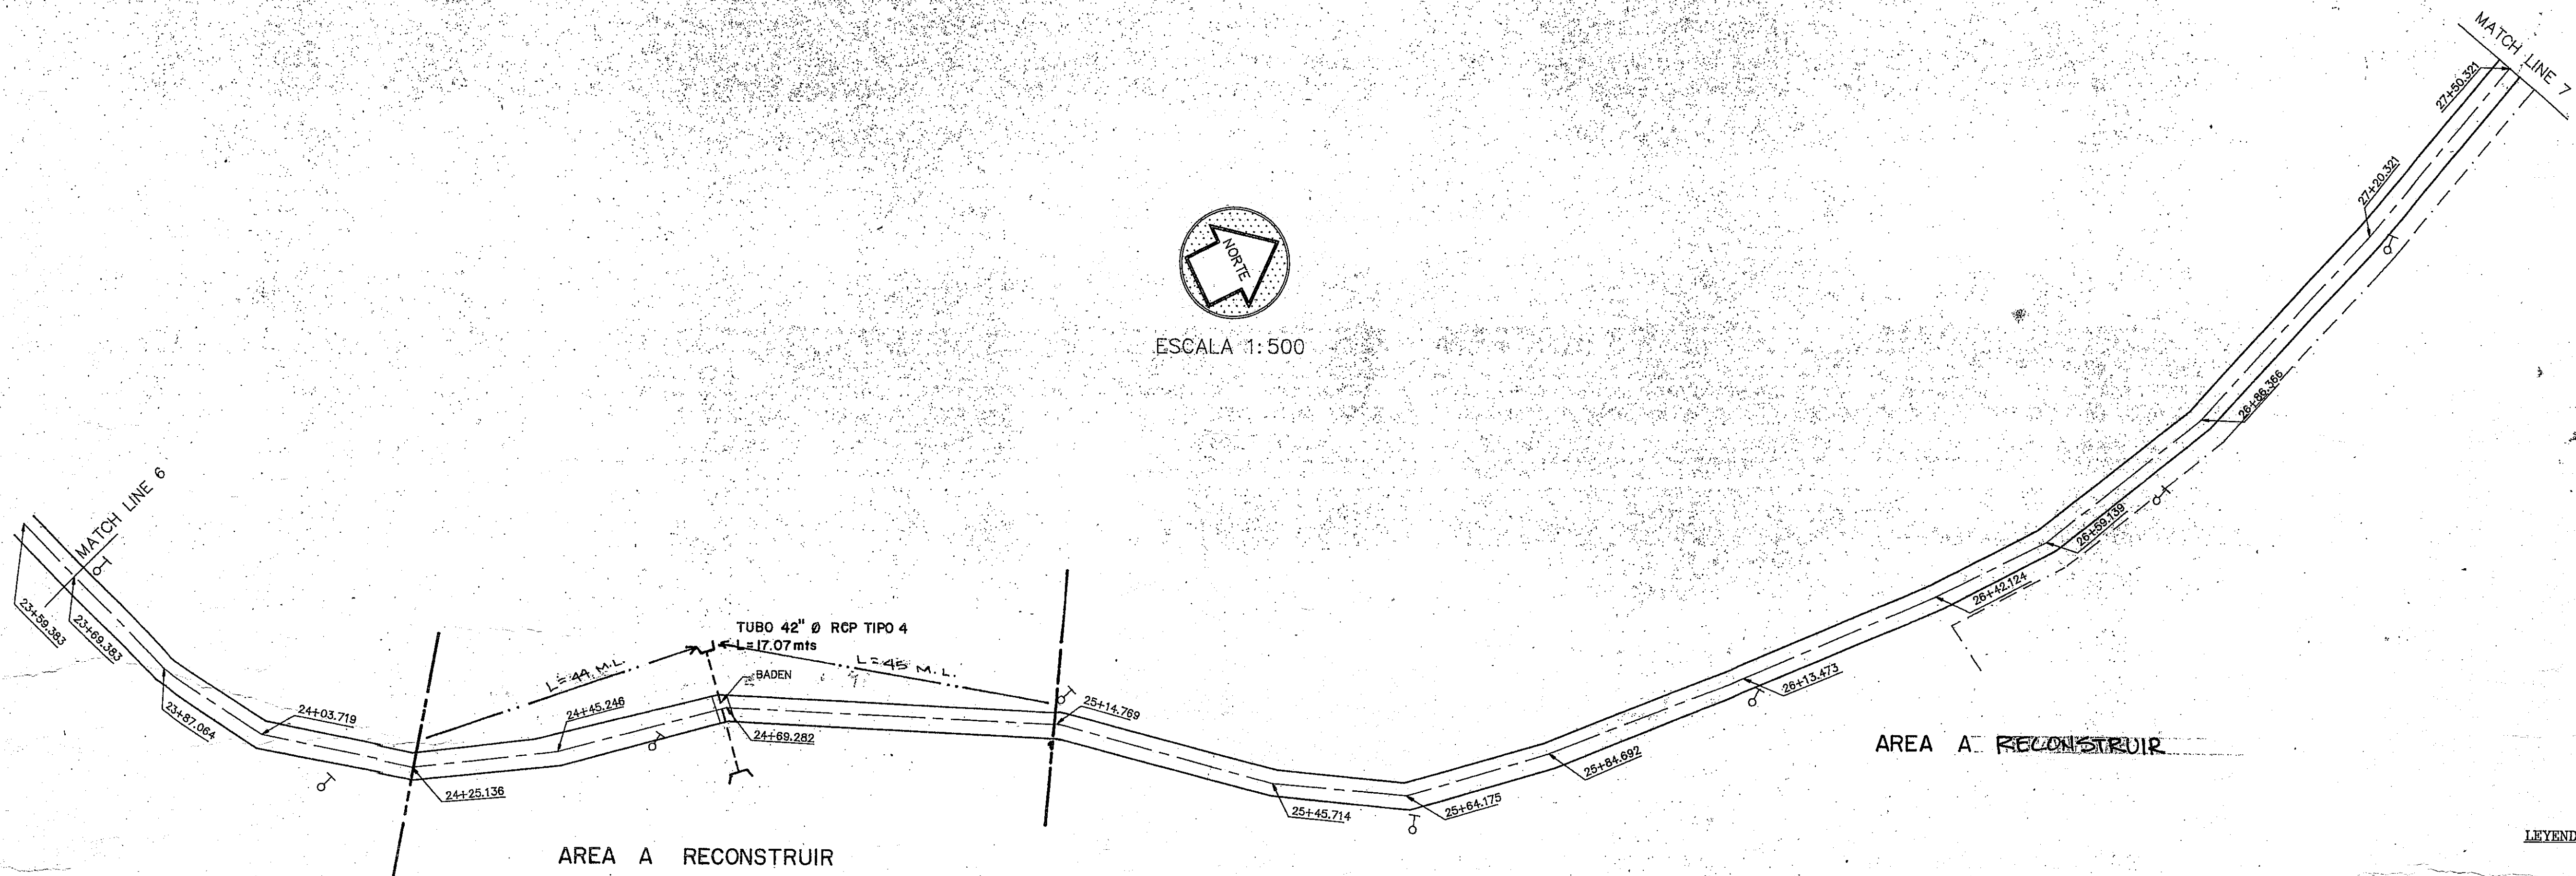 MATCH LINE 7
27+50.321
27+20.321
NORTE
ESCALA 1:500
26+86.366
MATCH LINE 6
26+59.139
26+42.124
23+59.383
23+69.383
TUBO 42" Ø RCP TIPO 4
L=17.07mts
L=44 M.L.
L=45 M.L.
BADEN
26+13.473
23+87.064
24+03.719
24+45.246
25+14.769
24+69.282
AREA A RECONSTRUIR
25+84.692
24+25.136
25+45.714
25+64.175
LEYEND
AREA A RECONSTRUIR